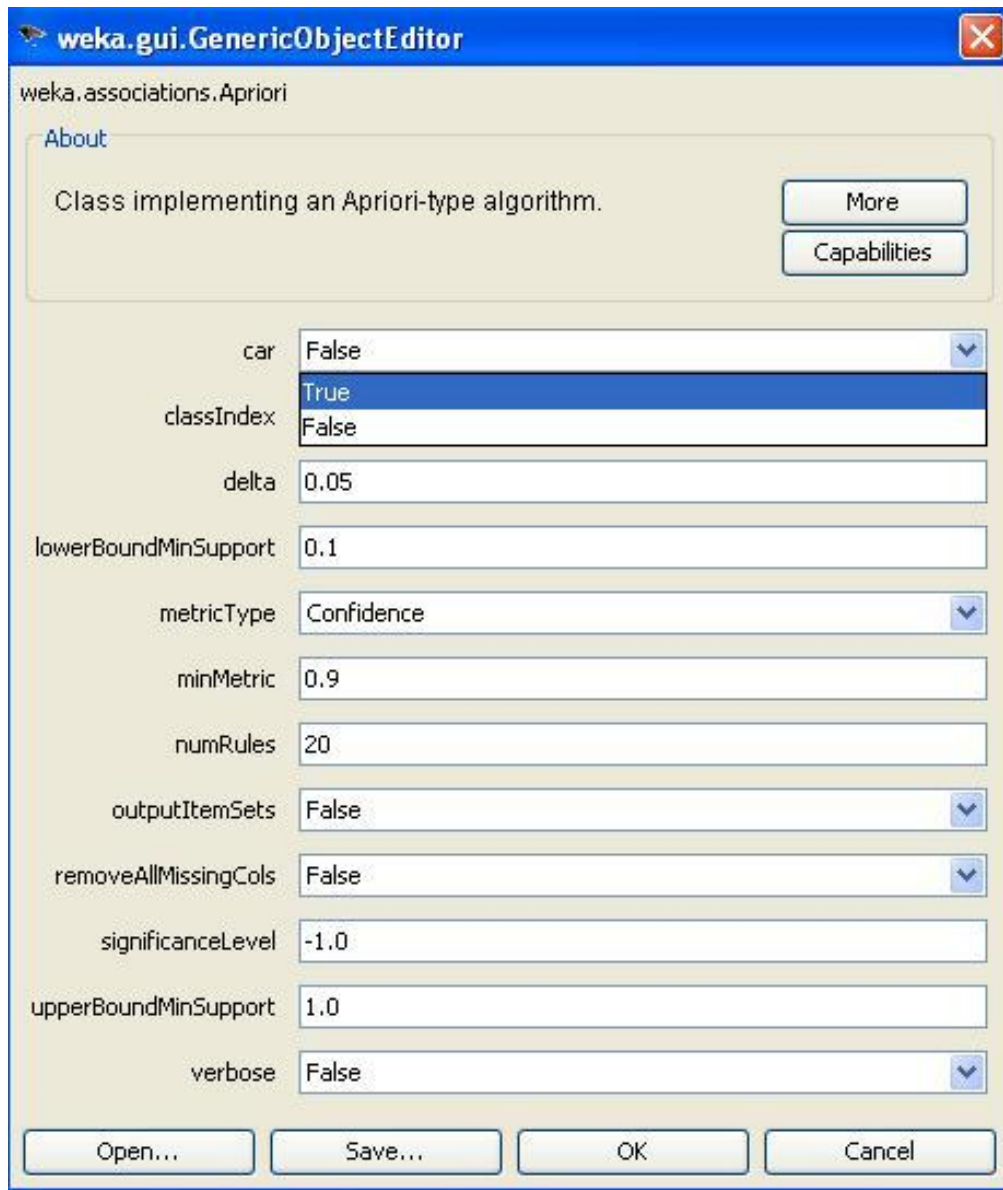 weka.gui.GenericObjectEditor
weka.associations.Apriori
About
Class implementing an Apriori-type algorithm.
More
Capabilities
car False
True
classIndex
False
delta 0.05
lowerBoundMinSupport 0.1
metricType Confidence
minMetric 0.9
numRules 20
outputItemSets False
removeAllMissingCols False
significanceLevel -1.0
upperBoundMinSupport 1.0
verbose False
Open... Save... OK Cancel